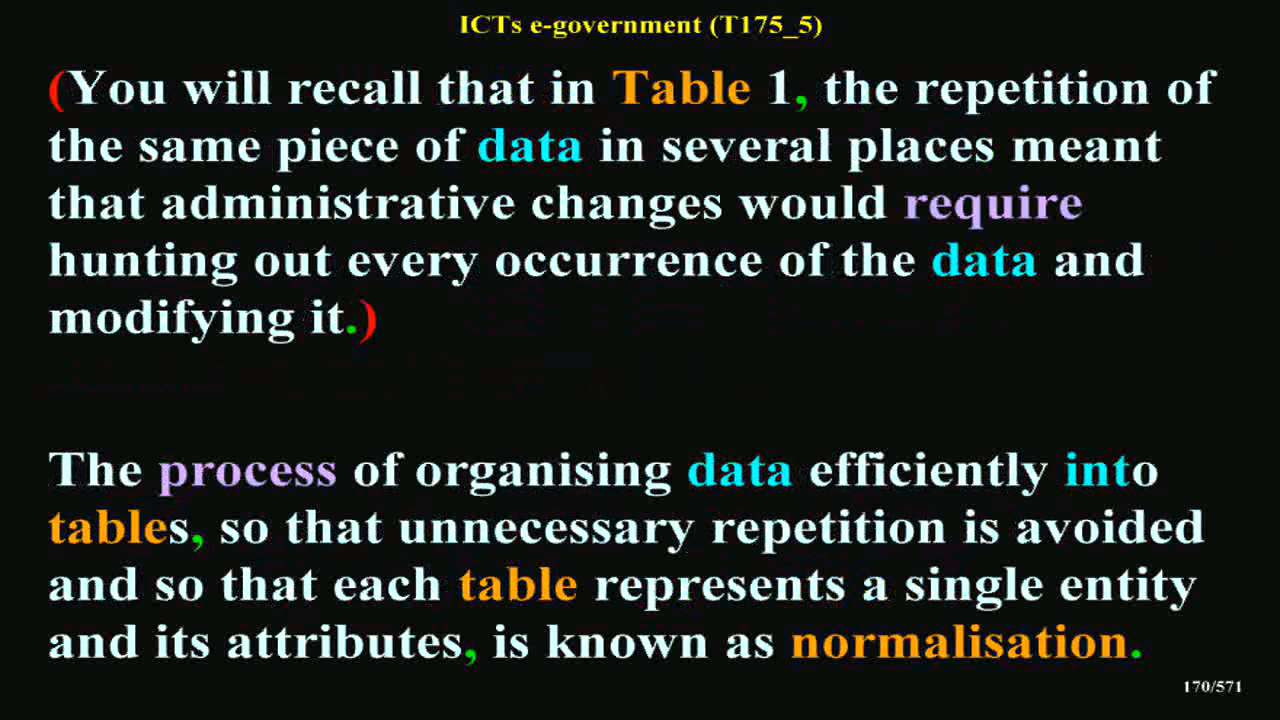 ICTs e-government (T175_5)
(You will recall that in Table 1, the repetition of
the same piece of data in several places meant
that administrative changes would require
hunting out every occurrence of the data and
modifying it.)
The process of organising data efficiently into
tables, so that unnecessary repetition is avoided
and so that each table represents a single entity
and its attributes, is known as normalisation.
170/571